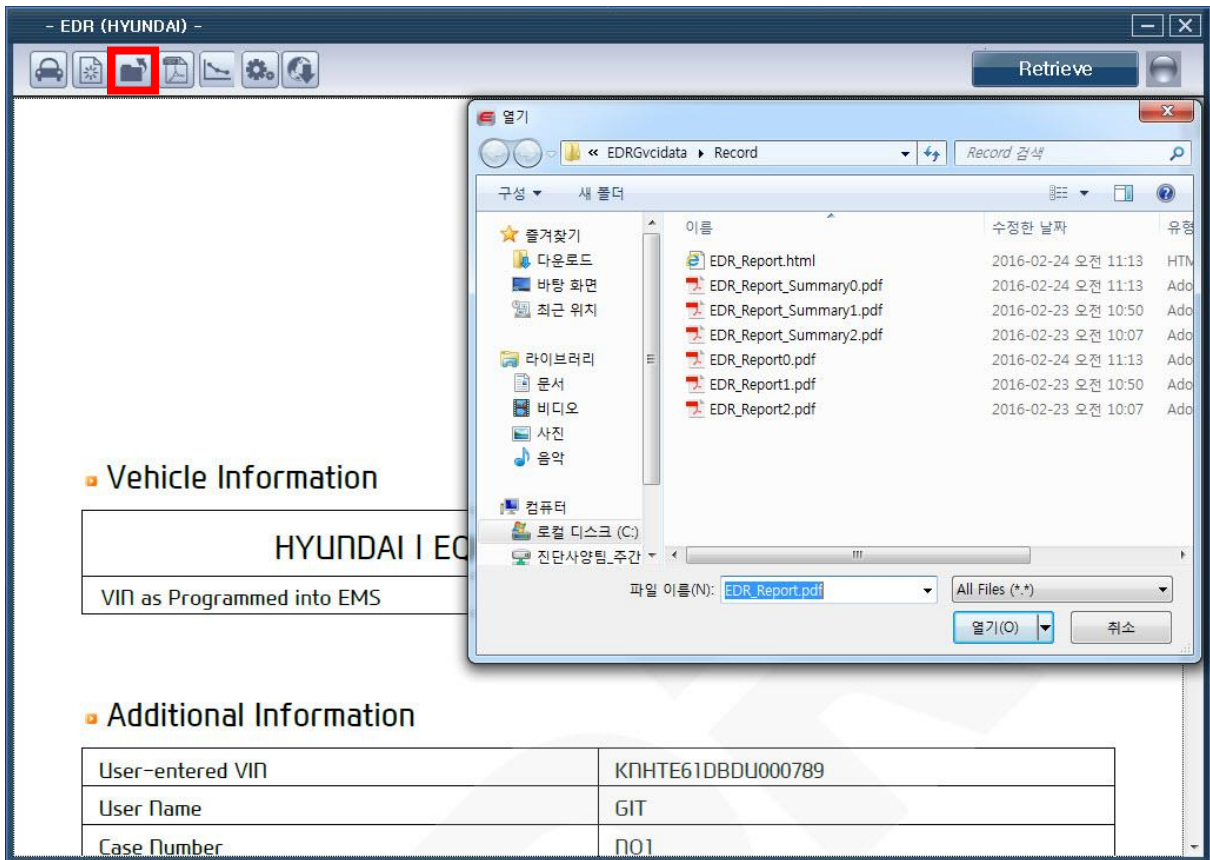 - EDR (HYUNDAI) -
Retrieve
열기
« EDRGvcidata ▸ Record
Record 검색
구성
새 폴더
즐겨찾기
다운로드
바탕 화면
최근 위치
라이브러리
문서
비디오
사진
음악
컴퓨터
로컬 디스크 (C:)
진단사양팀_주간
이름 수정한 날짜 유형
EDR_Report.html 2016-02-24 오전 11:13 HTM
EDR_Report_Summary0.pdf 2016-02-24 오전 11:13 Ado
EDR_Report_Summary1.pdf 2016-02-23 오전 10:50 Ado
EDR_Report_Summary2.pdf 2016-02-23 오전 10:07 Ado
EDR_Report0.pdf 2016-02-24 오전 11:13 Ado
EDR_Report1.pdf 2016-02-23 오전 10:50 Ado
EDR_Report2.pdf 2016-02-23 오전 10:07 Ado
파일 이름(N): EDR_Report.pdf All Files (*.*)
열기(O) 취소
Vehicle Information
HYUNDAI I EQ
VIN as Programmed into EMS
Additional Information
User-entered VIN KNHTE61DBDU000789
User Name GIT
Case Number NO1